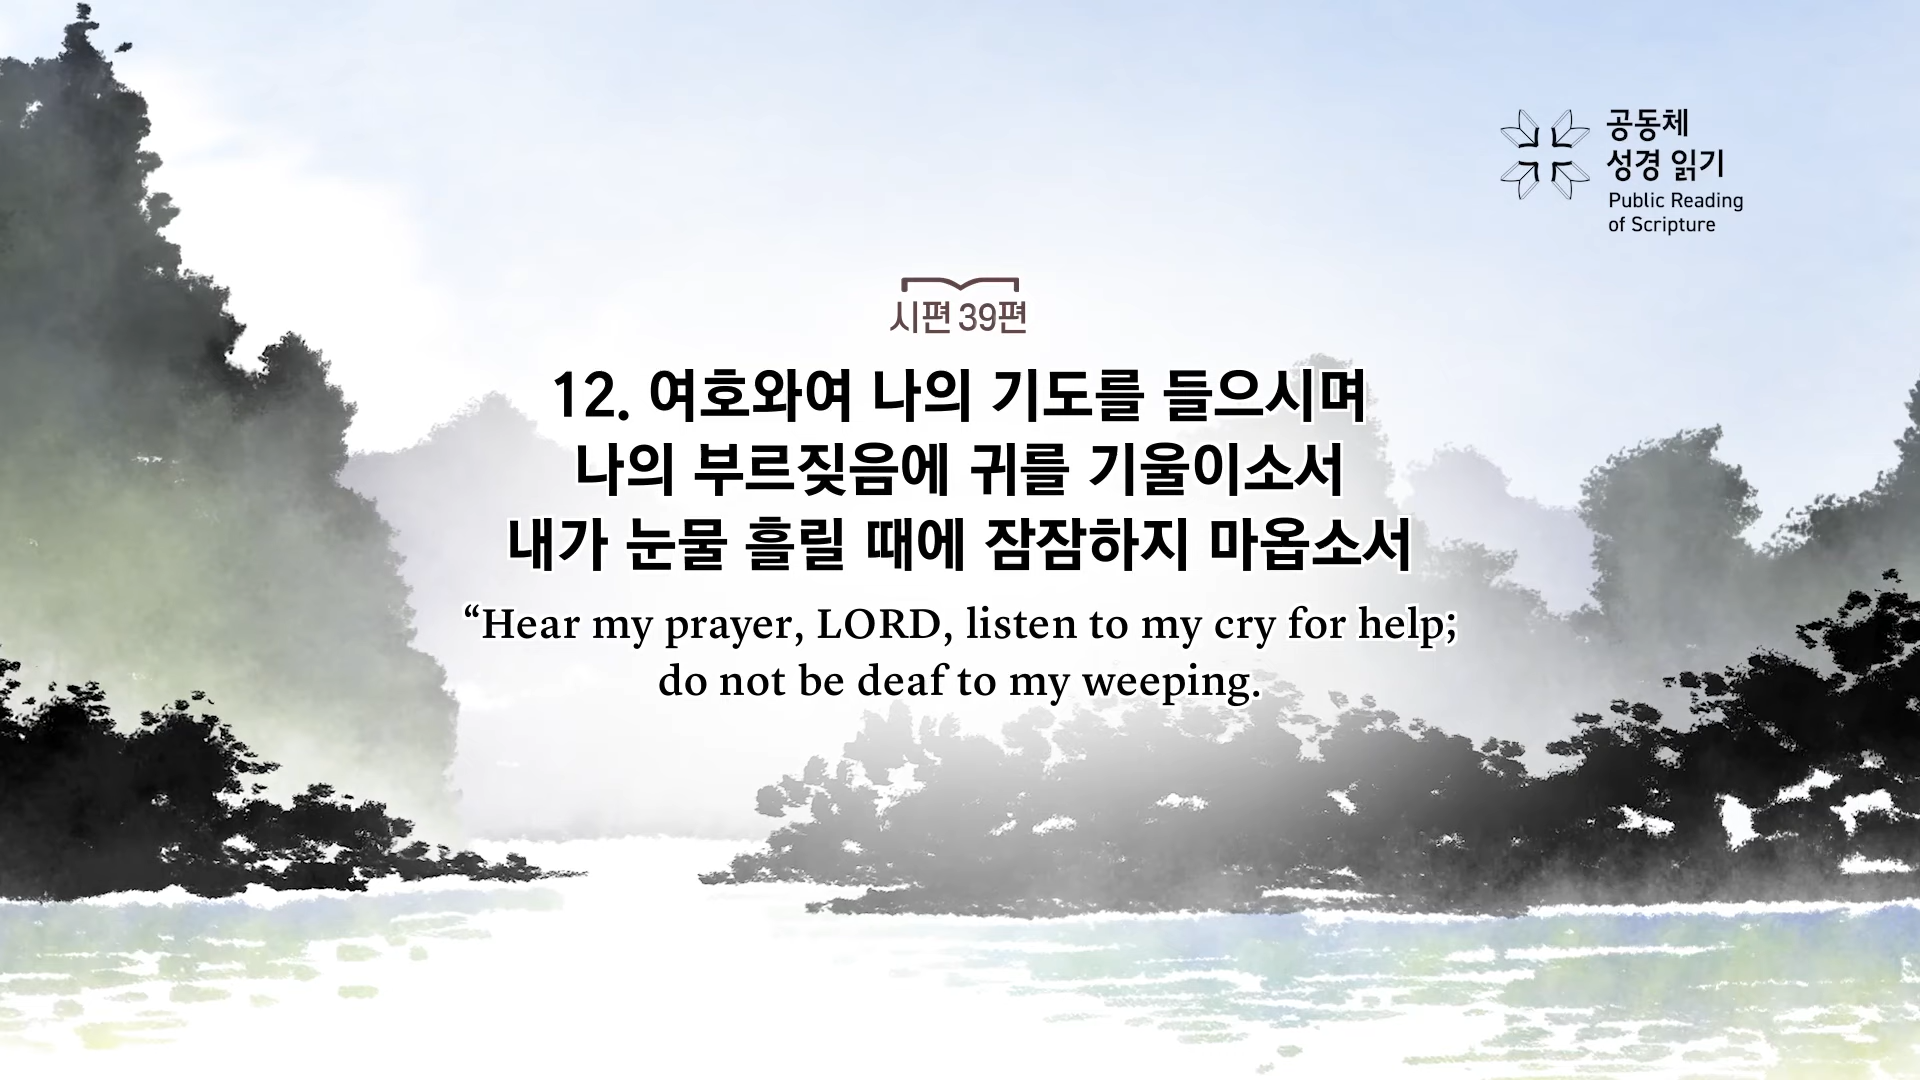 공동체
성경 읽기
Public Reading
of Scripture
시편 39편
12. 여호와여 나의 기도를 들으시며
나의 부르짖음에 귀를 기울이소서
내가 눈물 흘릴 때에 잠잠하지 마옵소서
“Hear my prayer, LORD, listen to my cry for help;
do not be deaf to my weeping.